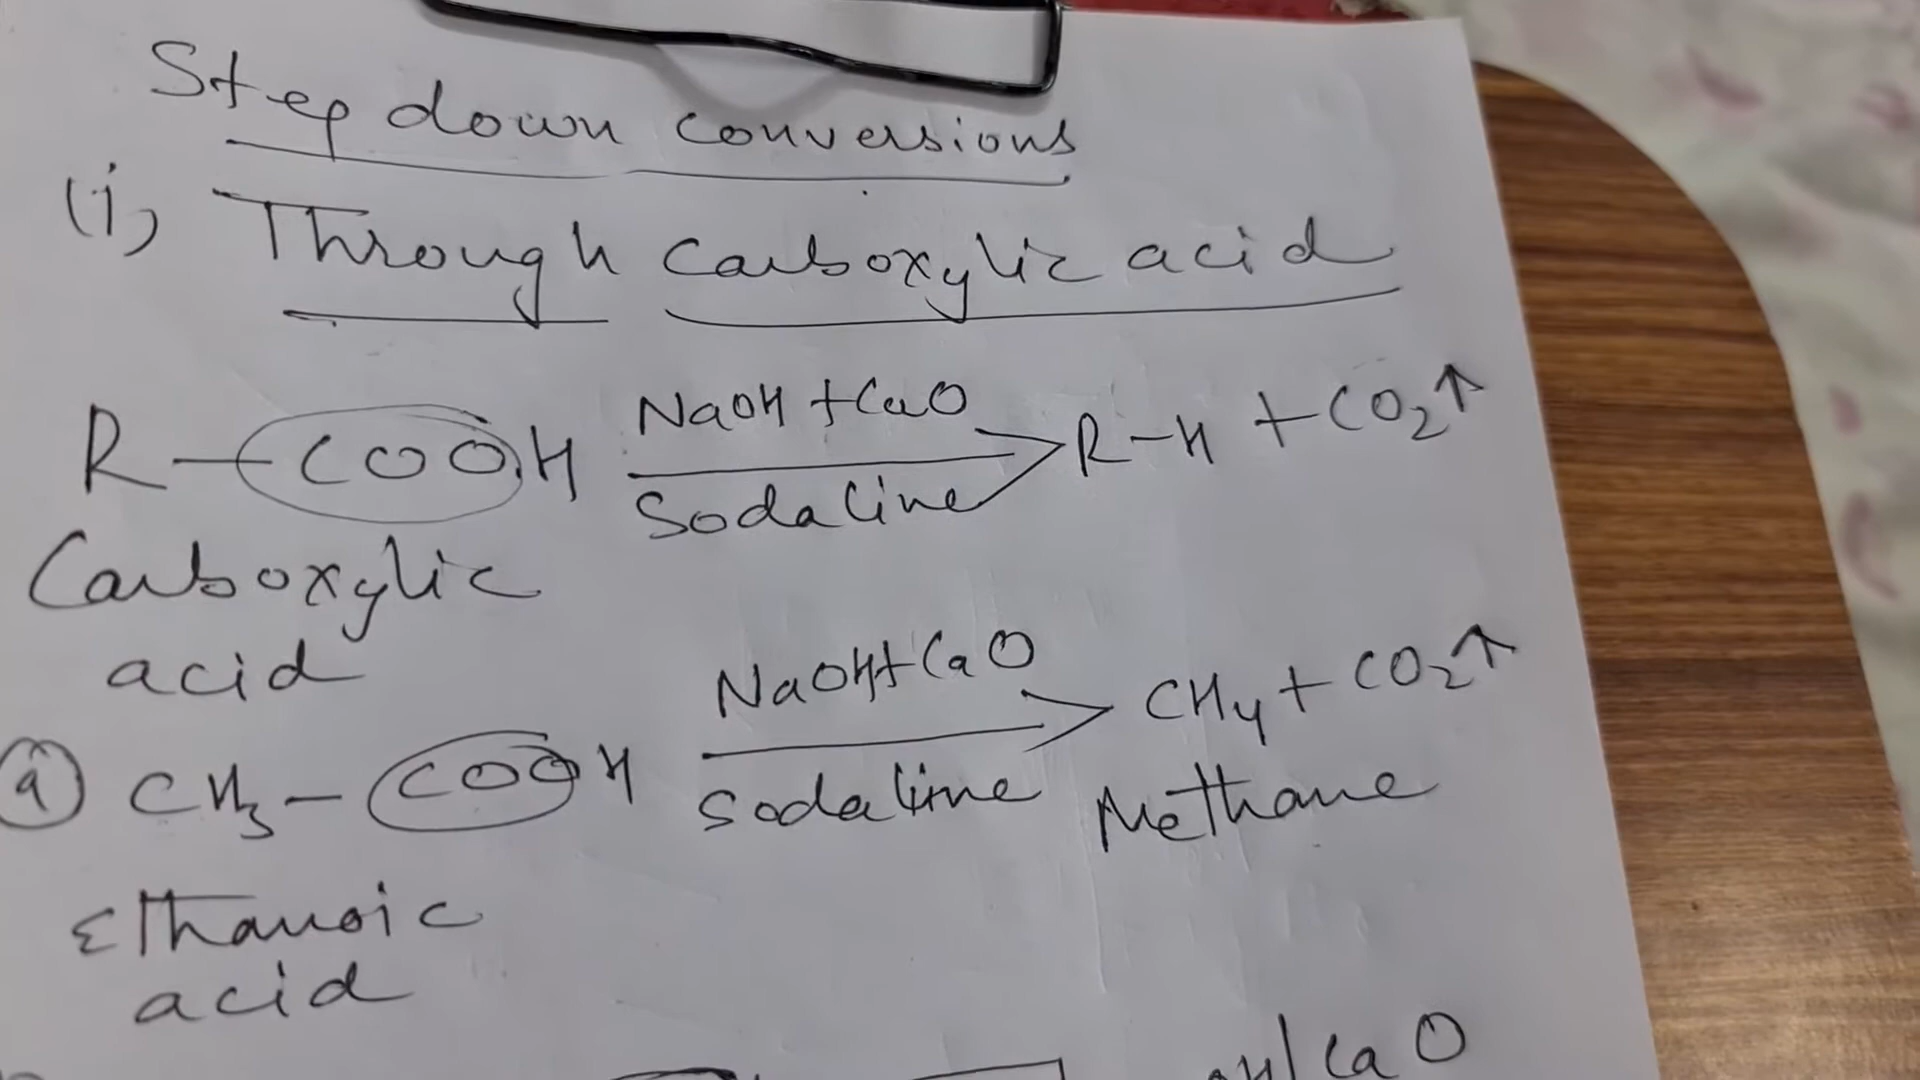 Step down conversions
(i) Through Carboxylic acid
R-COOH NaOH + CaO Sodalime R-H + CO2↑
Carboxylic
acid
(a) CH3-COOH NaOH + CaO Sodalime CH4 + CO2↑
Methane
Ethanoic
acid
CaO